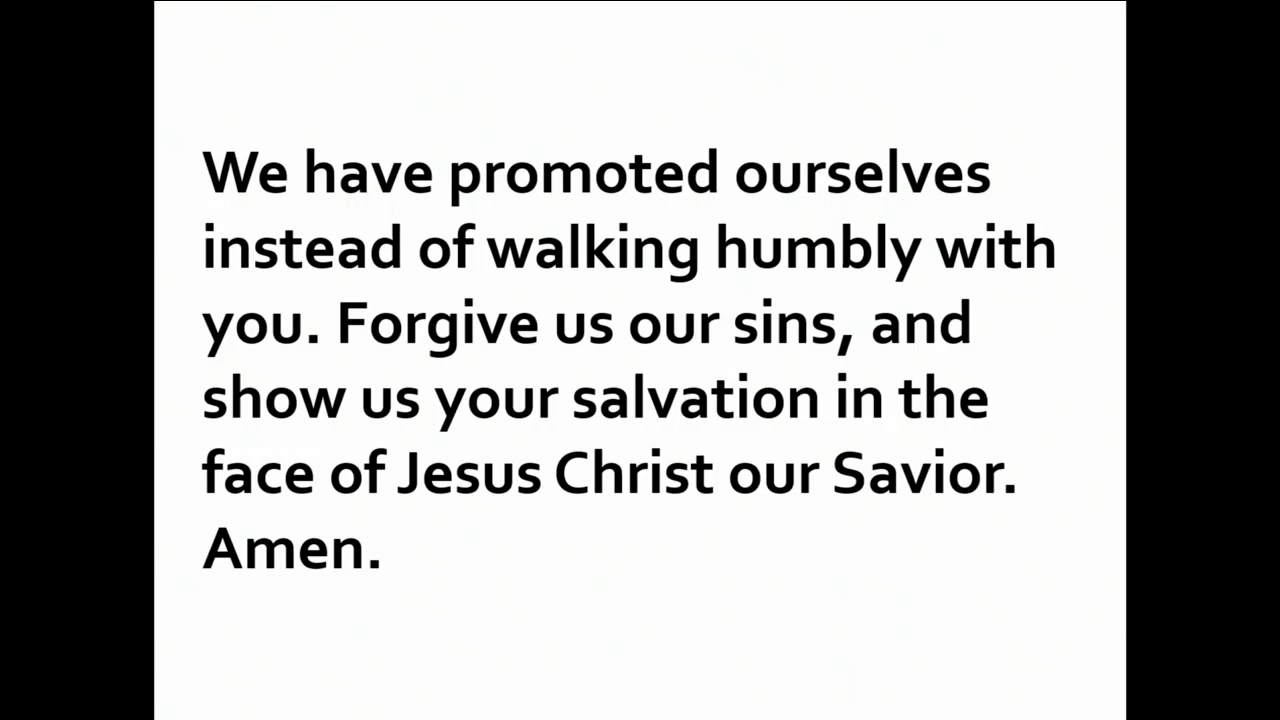 We have promoted ourselves
instead of walking humbly with
you. Forgive us our sins, and
show us your salvation in the
face of Jesus Christ our Savior.
Amen.